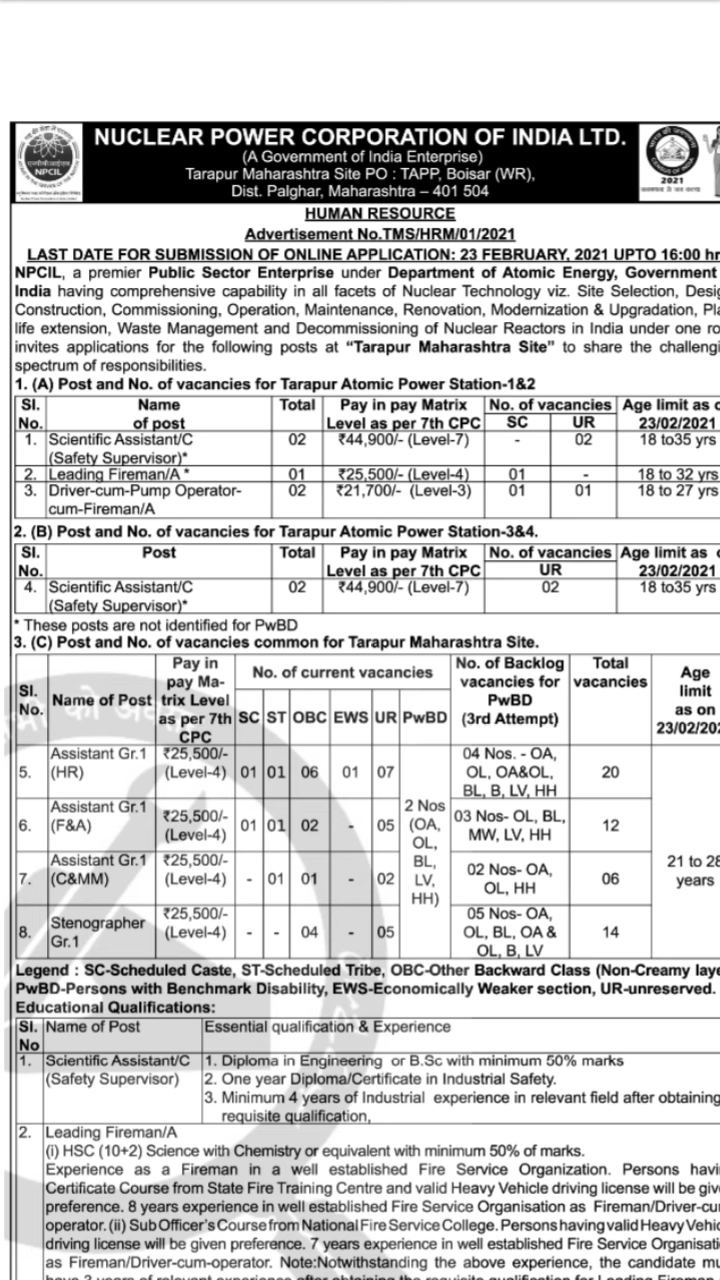 NPCIL
NUCLEAR POWER CORPORATION OF INDIA LTD.
(A Government of India Enterprise)
Tarapur Maharashtra Site PO : TAPP, Boisar (WR),
Dist. Palghar, Maharashtra – 401 504
2021
HUMAN RESOURCE
Advertisement No.TMS/HRM/01/2021
LAST DATE FOR SUBMISSION OF ONLINE APPLICATION: 23 FEBRUARY, 2021 UPTO 16:00 hr
NPCIL, a premier Public Sector Enterprise under Department of Atomic Energy, Government
India having comprehensive capability in all facets of Nuclear Technology viz. Site Selection, Desig
Construction, Commissioning, Operation, Maintenance, Renovation, Modernization & Upgradation, Pla
life extension, Waste Management and Decommissioning of Nuclear Reactors in India under one ro
invites applications for the following posts at “Tarapur Maharashtra Site” to share the challengi
spectrum of responsibilities.
1. (A) Post and No. of vacancies for Tarapur Atomic Power Station-1&2
Sl. Name Total Pay in pay Matrix No. of vacancies Age limit as o
No. of post Level as per 7th CPC SC UR 23/02/2021
1. Scientific Assistant/C 02 ₹44,900/- (Level-7) - 02 18 to35 yrs
(Safety Supervisor)*
2. Leading Fireman/A * 01 ₹25,500/- (Level-4) 01 - 18 to 32 yrs
3. Driver-cum-Pump Operator- 02 ₹21,700/- (Level-3) 01 01 18 to 27 yrs
cum-Fireman/A
2. (B) Post and No. of vacancies for Tarapur Atomic Power Station-3&4.
Sl. Post Total Pay in pay Matrix No. of vacancies Age limit as o
No. Level as per 7th CPC UR 23/02/2021
4. Scientific Assistant/C 02 ₹44,900/- (Level-7) 02 18 to35 yrs
(Safety Supervisor)*
* These posts are not identified for PwBD
3. (C) Post and No. of vacancies common for Tarapur Maharashtra Site.
Sl. No. Name of Post Pay in pay Ma- trix Level as per 7th CPC No. of current vacancies No. of Backlog vacancies for PwBD (3rd Attempt) Total vacancies Age limit as on 23/02/202
SC ST OBC EWS UR PwBD
5. Assistant Gr.1 (HR) ₹25,500/- (Level-4) 01 01 06 01 07 2 Nos (OA, OL, BL, LV, HH) 04 Nos. - OA, OL, OA&OL, BL, B, LV, HH 20 21 to 28 years
6. Assistant Gr.1 (F&A) ₹25,500/- (Level-4) 01 01 02 - 05 03 Nos- OL, BL, MW, LV, HH 12
7. Assistant Gr.1 (C&MM) ₹25,500/- (Level-4) - 01 01 - 02 02 Nos- OA, OL, HH 06
8. Stenographer Gr.1 ₹25,500/- (Level-4) - - 04 - 05 05 Nos- OA, OL, BL, OA & OL, B, LV 14
Legend : SC-Scheduled Caste, ST-Scheduled Tribe, OBC-Other Backward Class (Non-Creamy laye
PwBD-Persons with Benchmark Disability, EWS-Economically Weaker section, UR-unreserved.
Educational Qualifications:
Sl. No Name of Post Essential qualification & Experience
1. Scientific Assistant/C 1. Diploma in Engineering or B.Sc with minimum 50% marks
(Safety Supervisor) 2. One year Diploma/Certificate in Industrial Safety.
3. Minimum 4 years of Industrial experience in relevant field after obtaining
requisite qualification,
2. Leading Fireman/A
(i) HSC (10+2) Science with Chemistry or equivalent with minimum 50% of marks.
Experience as a Fireman in a well established Fire Service Organization. Persons havi
Certificate Course from State Fire Training Centre and valid Heavy Vehicle driving license will be give
preference. 8 years experience in well established Fire Service Organisation as Fireman/Driver-cu
operator. (ii) Sub Officer's Course from National Fire Service College. Persons having valid Heavy Vehic
driving license will be given preference. 7 years experience in well established Fire Service Organisati
as Fireman/Driver-cum-operator. Note:Notwithstanding the above experience, the candidate mu